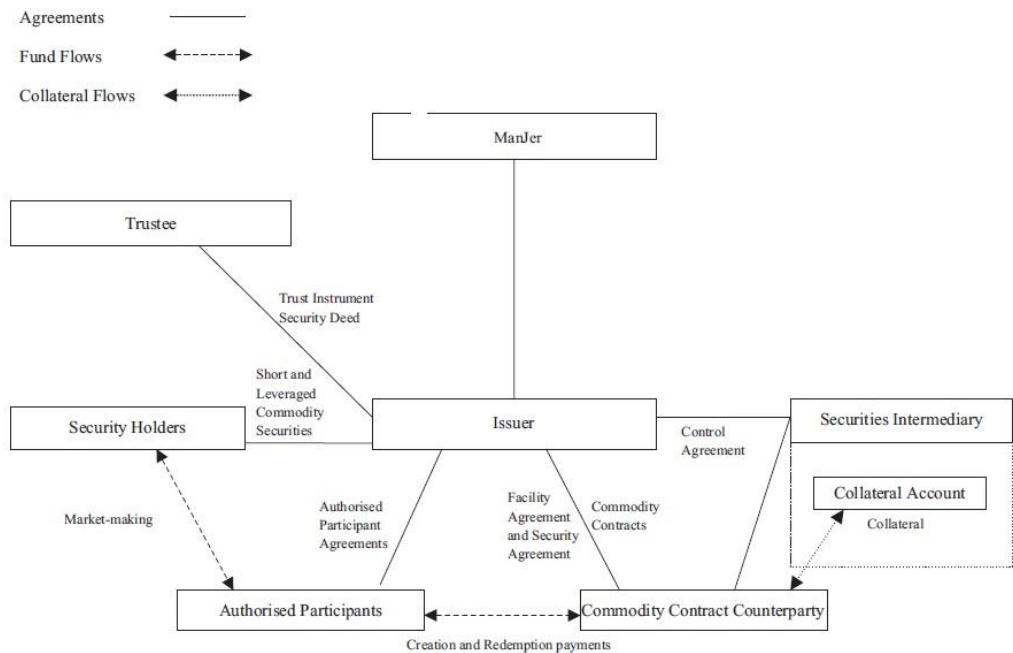 Agreements
Fund Flows
Collateral Flows
ManJer
Trustee
Trust Instrument
Security Deed
Short and
Leveraged
Commodity
Securities
Security Holders
Issuer
Securities Intermediary
Control
Agreement
Collateral Account
Collateral
Market-making
Authorised
Participant
Agreements
Facility
Agreement
and Security
Agreement
Commodity
Contracts
Authorised Participants
Commodity Contract Counterparty
Creation and Redemption payments